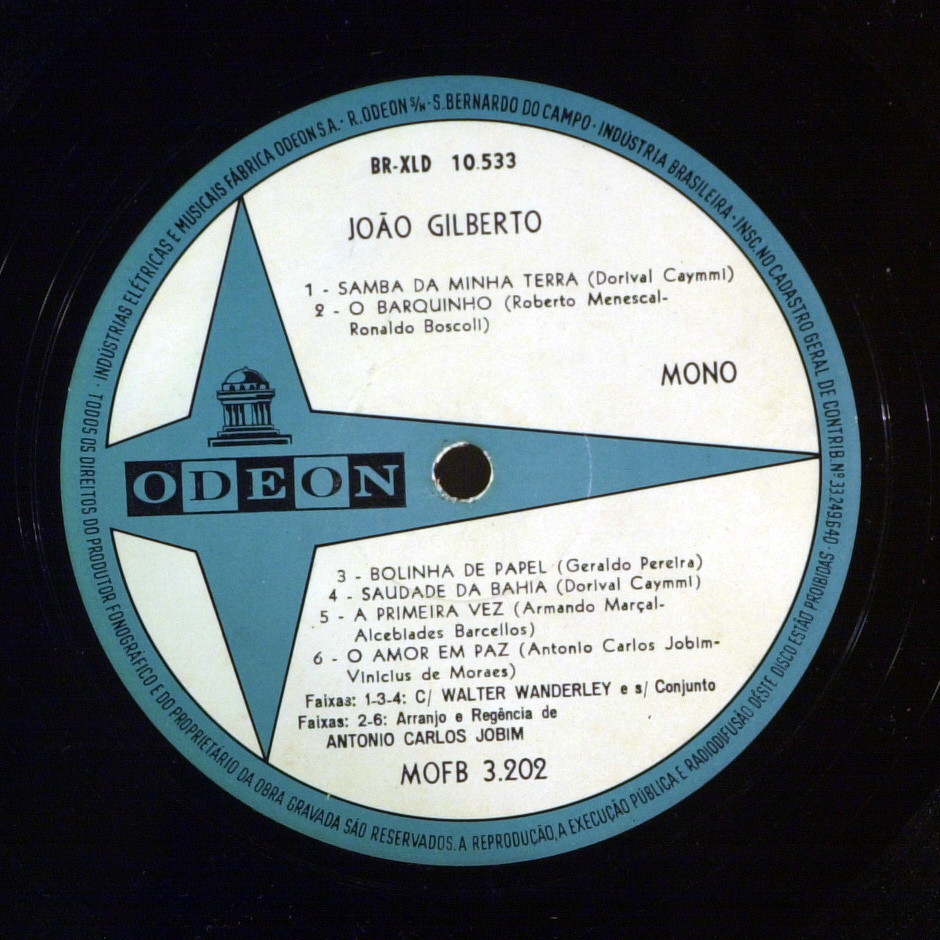 INDÚSTRIAS ELÉTRICAS E MUSICAIS FÁBRICA ODEON S.A. · R. ODEON S/N · S. BERNARDO DO CAMPO · INDÚSTRIA BRASILEIRA · INSC. NO CADASTRO GERAL DE CONTRIB. Nº 33.249.640 ·
BR-XLD 10.533
JOÃO GILBERTO
1 - SAMBA DA MINHA TERRA (Dorival Caymmi)
2 - O BARQUINHO (Roberto Menescal-
Ronaldo Boscoli)
MONO
ODEON
3 - BOLINHA DE PAPEL (Geraldo Pereira)
4 - SAUDADE DA BAHIA (Dorival Caymmi)
5 - A PRIMEIRA VEZ (Armando Marçal-
Alcebiades Barcellos)
6 - O AMOR EM PAZ (Antonio Carlos Jobim-
Vinicius de Moraes)
Faixas: 1-3-4: C/ WALTER WANDERLEY e s/ Conjunto
Faixas: 2-6: Arranjo e Regência de
ANTONIO CARLOS JOBIM
MOFB 3.202
TODOS OS DIREITOS DO PRODUTOR FONOGRÁFICO E DO PROPRIETÁRIO DA OBRA GRAVADA SÃO RESERVADOS. A REPRODUÇÃO, A EXECUÇÃO PÚBLICA E RADIODIFUSÃO DÊSTE DISCO ESTÃO PROIBIDAS ·